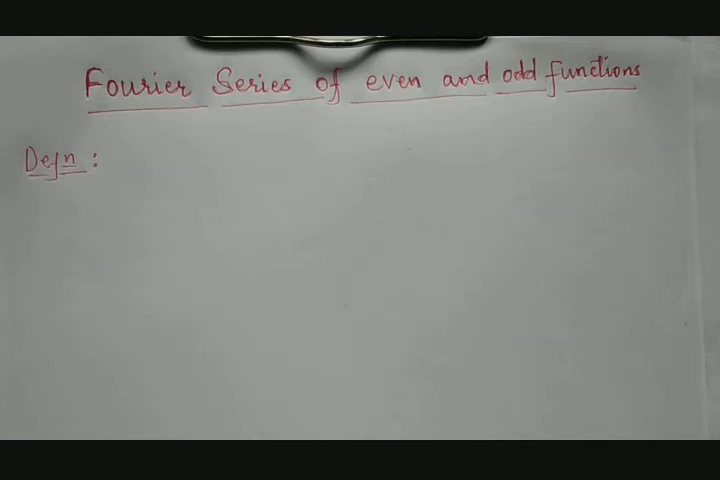 Fourier Series of even and odd functions
Defn :